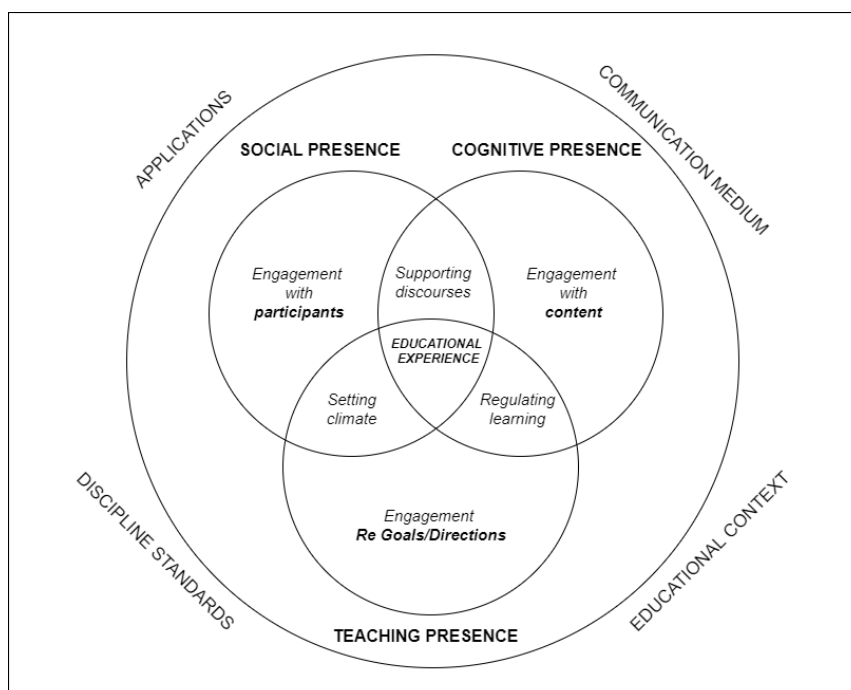 APPLICATIONS
COMMUNICATION MEDIUM
SOCIAL PRESENCE
COGNITIVE PRESENCE
Engagement
with
participants
Supporting
discourses
Engagement
with
content
EDUCATIONAL
EXPERIENCE
Setting
climate
Regulating
learning
Engagement
Re Goals/Directions
DISCIPLINE STANDARDS
EDUCATIONAL CONTEXT
TEACHING PRESENCE